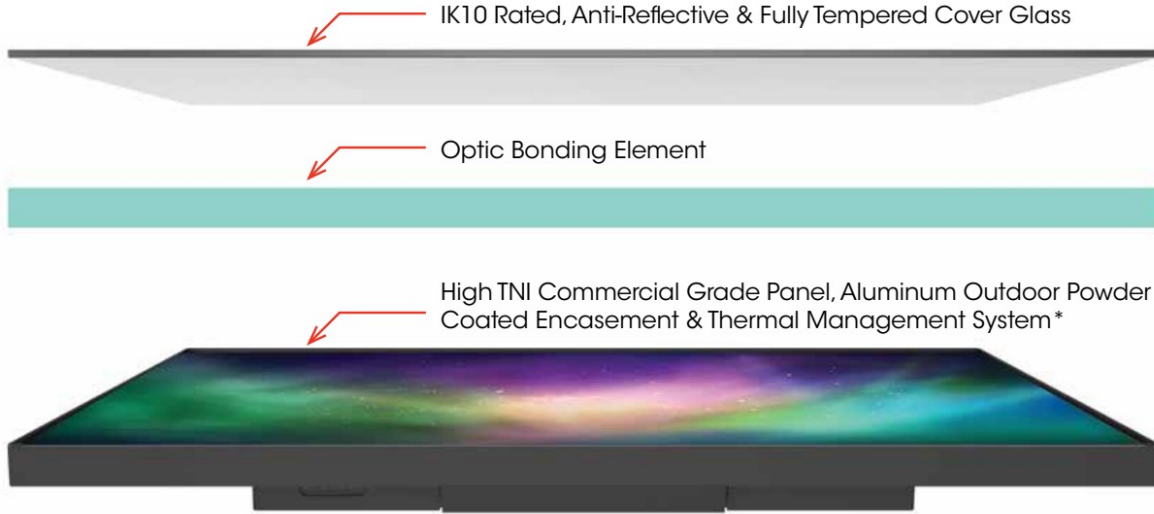 IK10 Rated, Anti-Reflective & Fully Tempered Cover Glass
Optic Bonding Element
High TNI Commercial Grade Panel, Aluminum Outdoor Powder
Coated Encasement & Thermal Management System*